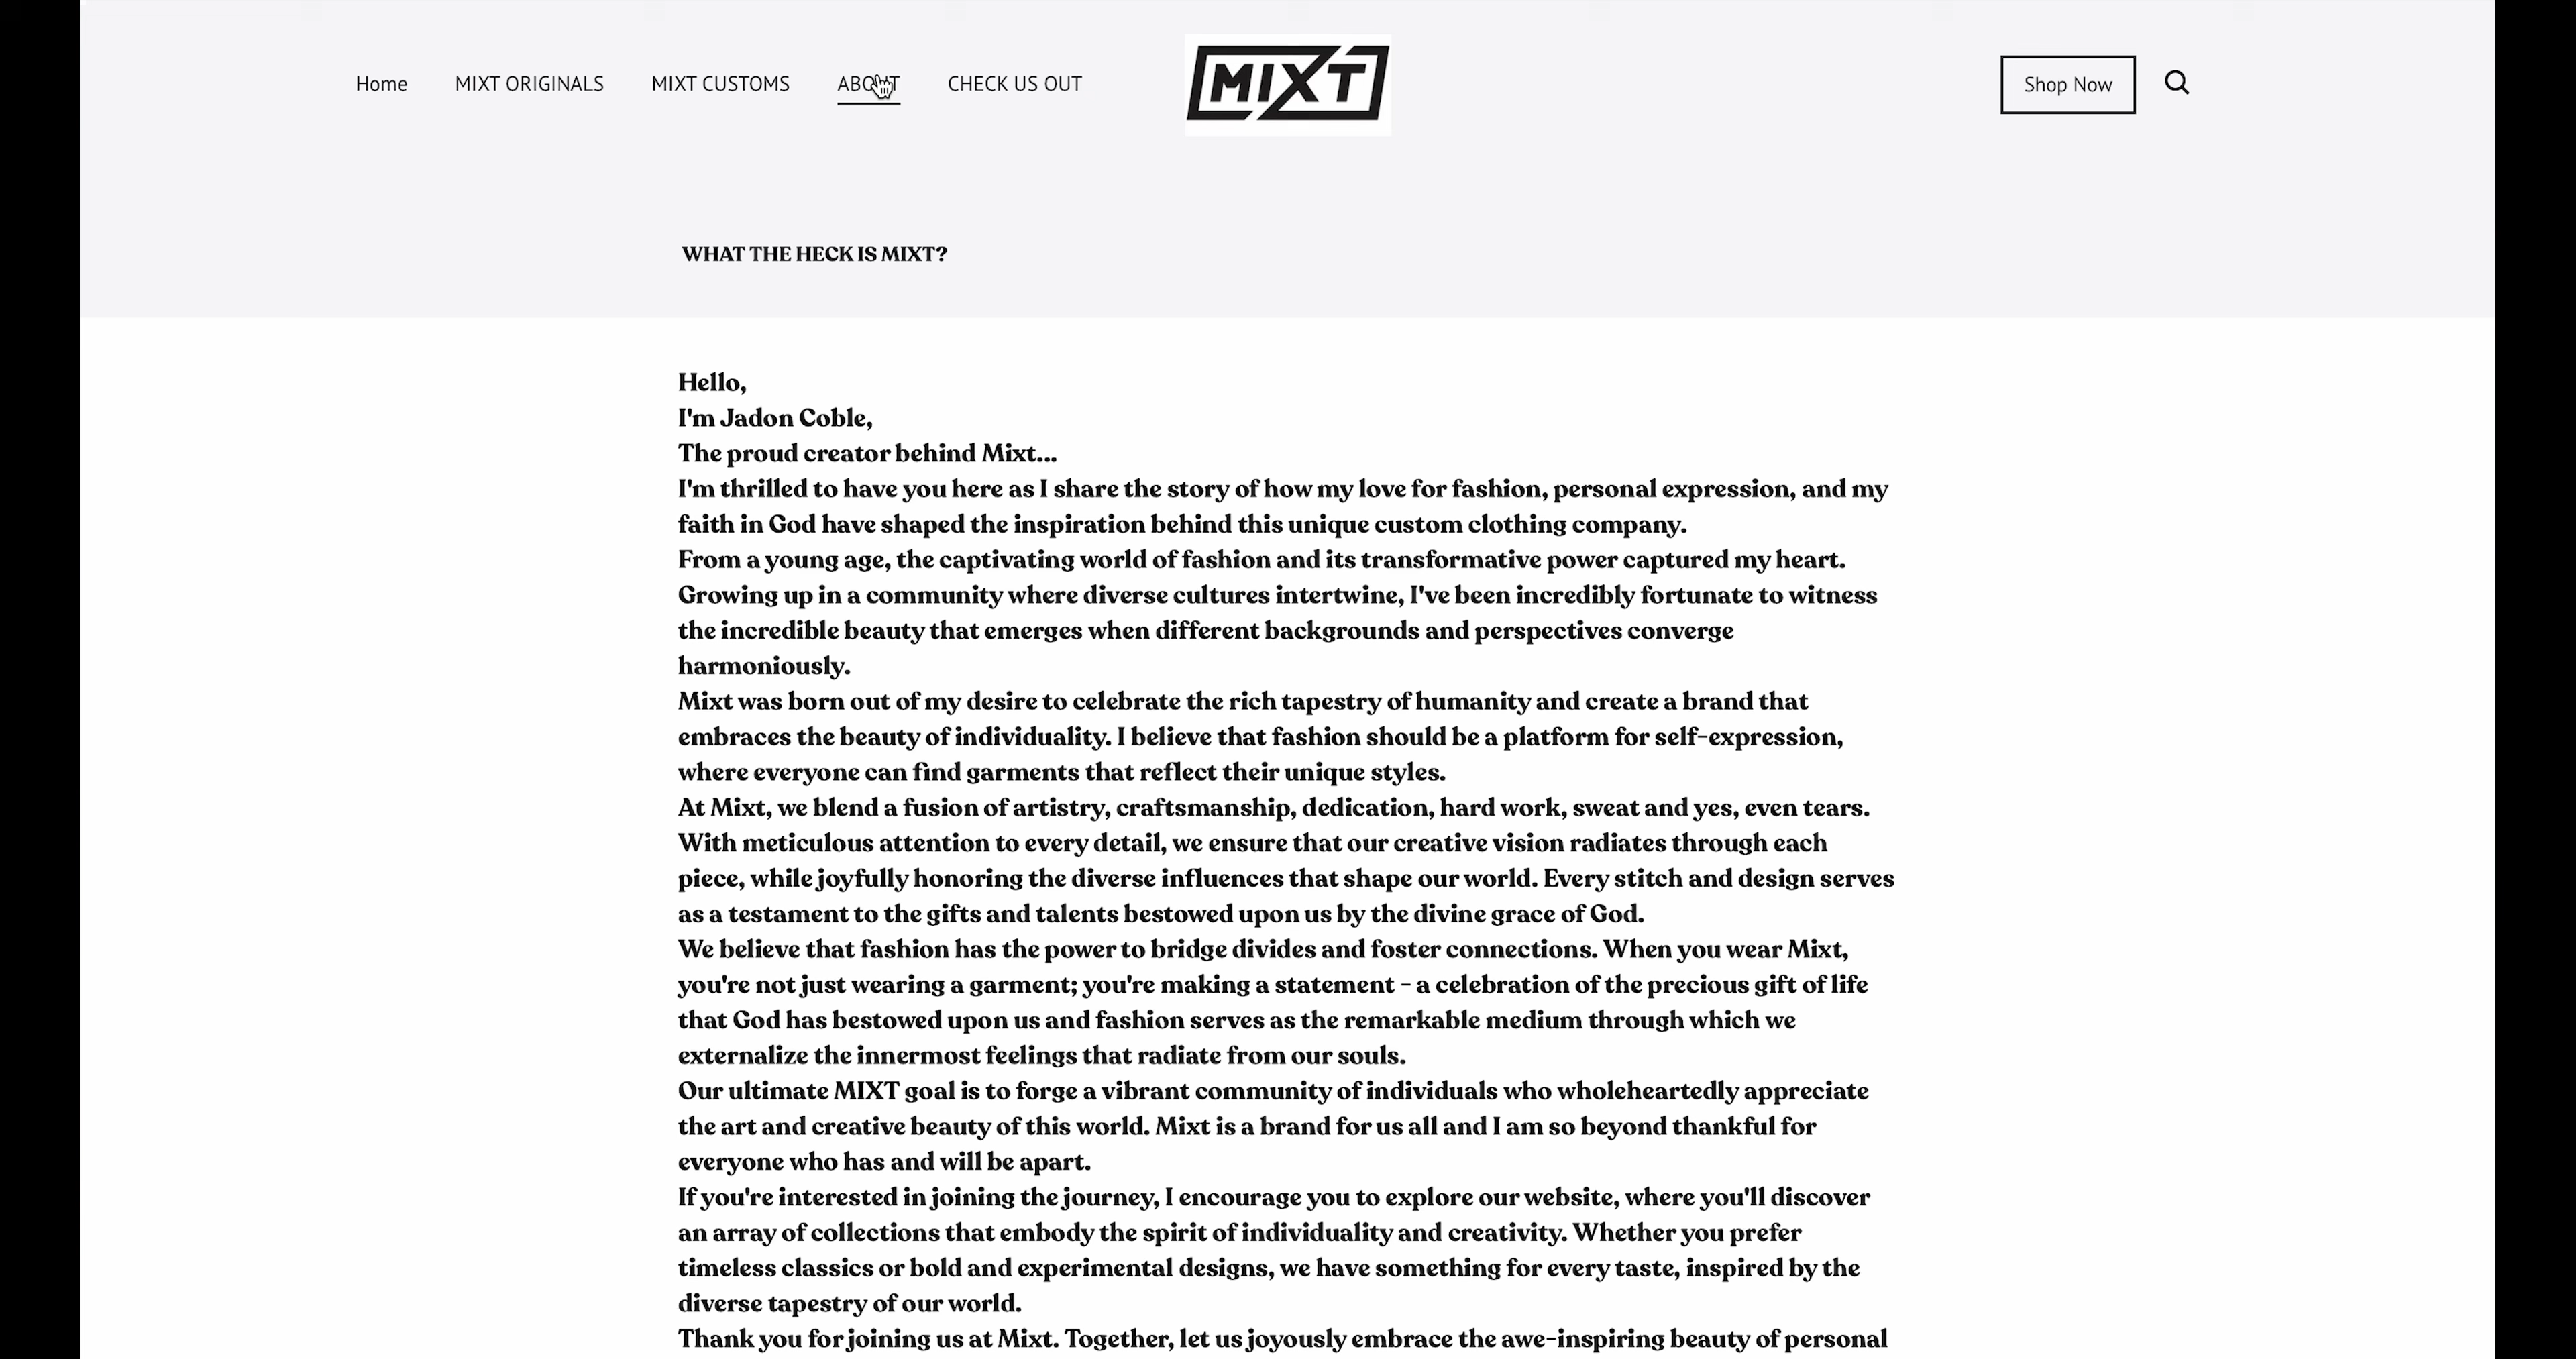 Home MIXT ORIGINALS MIXT CUSTOMS ABOUT CHECK US OUT MIXT Shop Now
WHAT THE HECK IS MIXT?
Hello,
I'm Jadon Coble,
The proud creator behind Mixt...
I'm thrilled to have you here as I share the story of how my love for fashion, personal expression, and my
faith in God have shaped the inspiration behind this unique custom clothing company.
From a young age, the captivating world of fashion and its transformative power captured my heart.
Growing up in a community where diverse cultures intertwine, I've been incredibly fortunate to witness
the incredible beauty that emerges when different backgrounds and perspectives converge
harmoniously.
Mixt was born out of my desire to celebrate the rich tapestry of humanity and create a brand that
embraces the beauty of individuality. I believe that fashion should be a platform for self-expression,
where everyone can find garments that reflect their unique styles.
At Mixt, we blend a fusion of artistry, craftsmanship, dedication, hard work, sweat and yes, even tears.
With meticulous attention to every detail, we ensure that our creative vision radiates through each
piece, while joyfully honoring the diverse influences that shape our world. Every stitch and design serves
as a testament to the gifts and talents bestowed upon us by the divine grace of God.
We believe that fashion has the power to bridge divides and foster connections. When you wear Mixt,
you're not just wearing a garment; you're making a statement - a celebration of the precious gift of life
that God has bestowed upon us and fashion serves as the remarkable medium through which we
externalize the innermost feelings that radiate from our souls.
Our ultimate MIXT goal is to forge a vibrant community of individuals who wholeheartedly appreciate
the art and creative beauty of this world. Mixt is a brand for us all and I am so beyond thankful for
everyone who has and will be apart.
If you're interested in joining the journey, I encourage you to explore our website, where you'll discover
an array of collections that embody the spirit of individuality and creativity. Whether you prefer
timeless classics or bold and experimental designs, we have something for every taste, inspired by the
diverse tapestry of our world.
Thank you for joining us at Mixt. Together, let us joyously embrace the awe-inspiring beauty of personal